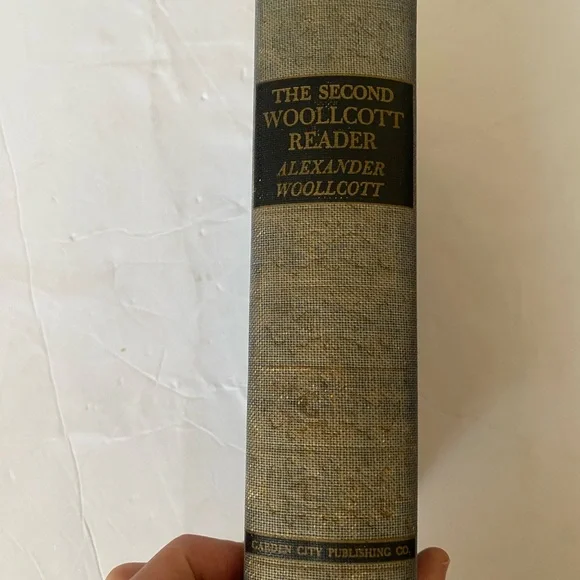 THE SECOND
WOOLLCOTT
READER
ALEXANDER
WOOLLCOTT
GARDEN CITY PUBLISHING CO.